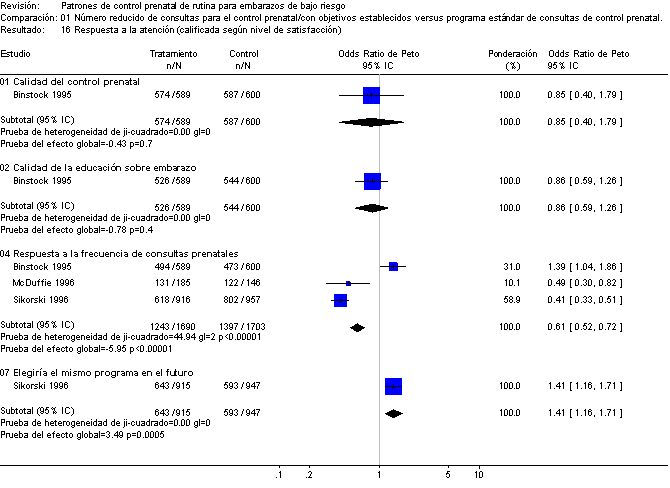 Revisión: Patrones de control prenatal de rutina para embarazos de bajo riesgo
Comparación: 01 Número reducido de consultas para el control prenatal/con objetivos establecidos versus programa estándar de consultas de control prenatal.
Resultado: 16 Respuesta a la atención (calificada según nivel de satisfacción)
Estudio Tratamiento Control Odds Ratio de Peto Ponderación Odds Ratio de Peto
n/N n/N 95% IC (%) 95% IC
01 Calidad del control prenatal
Binstock 1995 574 /589 587 /600 100.0 0.85 [ 0.40, 1.79 ]
Subtotal (95% IC) 574 /589 587 /600 100.0 0.85 [ 0.40, 1.79 ]
Prueba de heterogeneidad de ji-cuadrado=0.00 gl=0
Prueba del efecto global=-0.43 p=0.7
02 Calidad de la educación sobre embarazo
Binstock 1995 526 /589 544 /600 100.0 0.86 [ 0.59, 1.26 ]
Subtotal (95% IC) 526 /589 544 /600 100.0 0.86 [ 0.59, 1.26 ]
Prueba de heterogeneidad de ji-cuadrado=0.00 gl=0
Prueba del efecto global=-0.78 p=0.4
04 Respuesta a la frecuencia de consultas prenatales
Binstock 1995 494 /589 473 /600 31.0 1.39 [ 1.04, 1.86 ]
McDuffie 1996 131 /185 122 /146 10.1 0.49 [ 0.30, 0.82 ]
Sikorski 1996 618 /916 802 /957 58.9 0.41 [ 0.33, 0.51 ]
Subtotal (95% IC) 1243 /1690 1397 /1703 100.0 0.61 [ 0.52, 0.72 ]
Prueba de heterogeneidad de ji-cuadrado=44.94 gl=2 p<0.00001
Prueba del efecto global=-5.95 p<0.00001
07 Elegiría el mismo programa en el futuro
Sikorski 1996 643 /915 593 /947 100.0 1.41 [ 1.16, 1.71 ]
Subtotal (95% IC) 643 /915 593 /947 100.0 1.41 [ 1.16, 1.71 ]
Prueba de heterogeneidad de ji-cuadrado=0.00 gl=0
Prueba del efecto global=3.49 p=0.0005
.1 .2 1 5 10